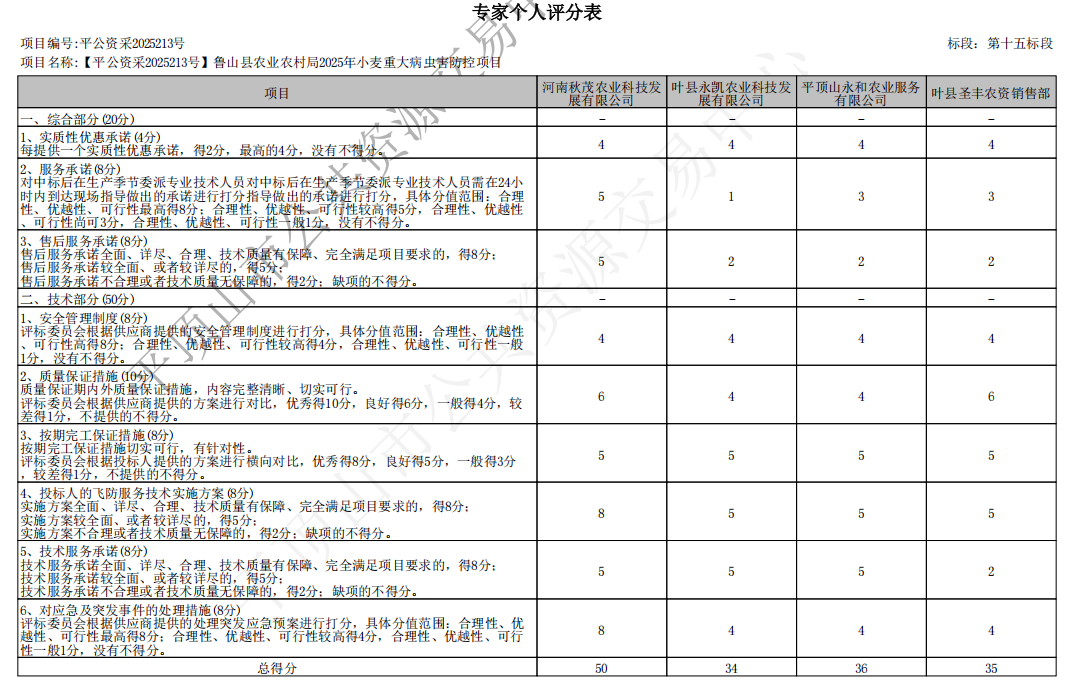 专家个人评分表
项目编号:平公资采2025213号
标段：第十五标段
项目名称:【平公资采2025213号】鲁山县农业农村局2025年小麦重大病虫害防控项目
项目
河南秋茂农业科技发展有限公司
叶县永凯农业科技发展有限公司
平顶山永和农业服务有限公司
叶县圣丰农资销售部
一、综合部分(20分) － － － －
1、实质性优惠承诺(4分)
每提供一个实质性优惠承诺，得2分，最高的4分，没有不得分。
4 4 4 4
2、服务承诺(8分)
对中标后在生产季节委派专业技术人员对中标后在生产季节委派专业技术人员需在24小
时内到达现场指导做出的承诺进行打分指导做出的承诺进行打分，具体分值范围：合理
性、优越性、可行性最高得8分；合理性、优越性、可行性较高得5分，合理性、优越性
、可行性尚可3分，合理性、优越性、可行性一般1分，没有不得分。
5 1 3 3
3、售后服务承诺(8分)
售后服务承诺全面、详尽、合理、技术质量有保障、完全满足项目要求的，得8分；
售后服务承诺较全面、或者较详尽的，得5分；
售后服务承诺不合理或者技术质量无保障的，得2分；缺项的不得分。
5 2 2 2
二、技术部分(50分) － － － －
1、安全管理制度(8分)
评标委员会根据供应商提供的安全管理制度进行打分，具体分值范围：合理性、优越性
、可行性高得8分；合理性、优越性、可行性较高得4分，合理性、优越性、可行性一般
1分，没有不得分。
4 4 4 4
2、质量保证措施(10分)
质量保证期内外质量保证措施，内容完整清晰、切实可行。
评标委员会根据供应商提供的方案进行对比，优秀得10分，良好得6分，一般得4分，较
差得1分，不提供的不得分。
6 4 4 6
3、按期完工保证措施(8分)
按期完工保证措施切实可行，有针对性。
评标委员会根据投标人提供的方案进行横向对比，优秀得8分，良好得5分，一般得3分
，较差得1分，不提供的不得分。
5 5 5 5
4、投标人的飞防服务技术实施方案(8分)
实施方案全面、详尽、合理、技术质量有保障、完全满足项目要求的，得8分；
实施方案较全面、或者较详尽的，得5分；
实施方案不合理或者技术质量无保障的，得2分；缺项的不得分。
8 5 5 5
5、技术服务承诺(8分)
技术服务承诺全面、详尽、合理、技术质量有保障、完全满足项目要求的，得8分；
技术服务承诺较全面、或者较详尽的，得5分；
技术服务承诺不合理或者技术质量无保障的，得2分；缺项的不得分。
5 5 5 2
6、对应急及突发事件的处理措施(8分)
评标委员会根据供应商提供的处理突发应急预案进行打分，具体分值范围：合理性、优
越性、可行性最高得8分；合理性、优越性、可行性较高得4分，合理性、优越性、可行
性一般1分，没有不得分。
8 4 4 4
总得分 50 34 36 35
平顶山市公共资源交易中
平顶山市公共资源交易中心